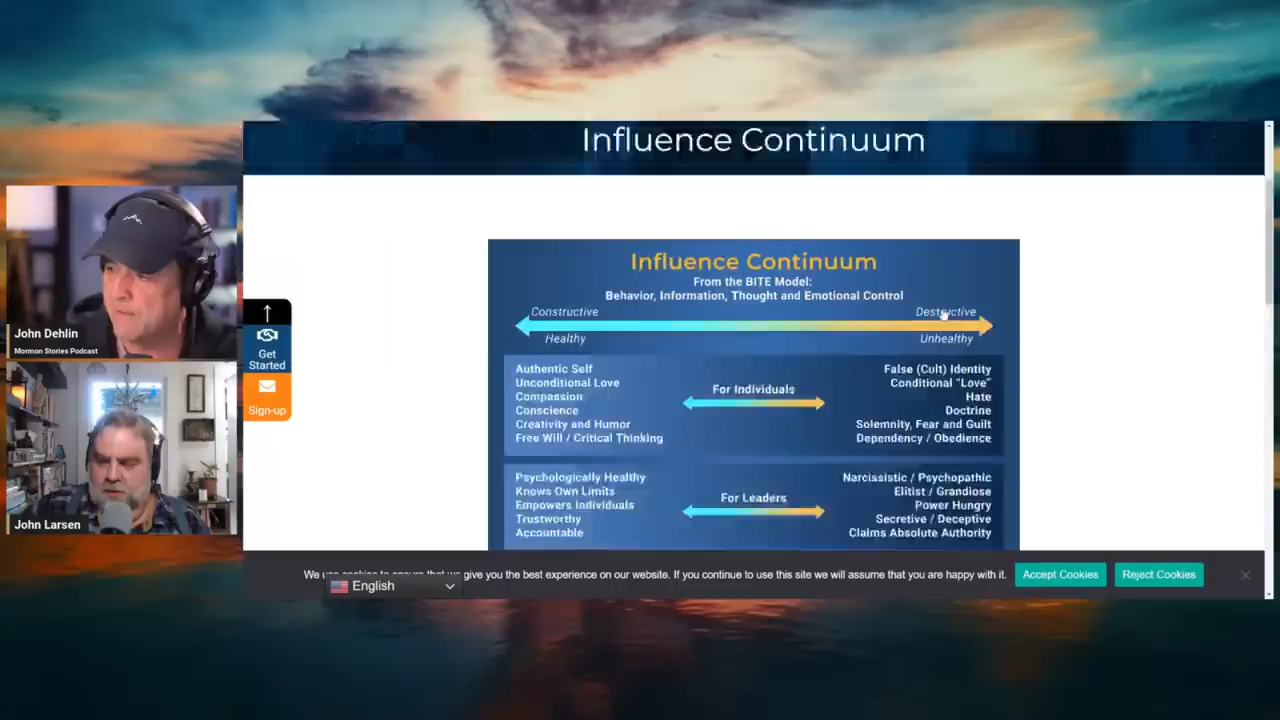 Influence Continuum
Influence Continuum
From the BITE Model:
Behavior, Information, Thought and Emotional Control
Constructive
Destructive
Healthy
Unhealthy
Authentic Self
Unconditional Love
Compassion
Conscience
Creativity and Humor
Free Will / Critical Thinking
For Individuals
False (Cult) Identity
Conditional "Love"
Hate
Doctrine
Solemnity, Fear and Guilt
Dependency / Obedience
Psychologically Healthy
Knows Own Limits
Empowers Individuals
Trustworthy
Accountable
For Leaders
Narcissistic / Psychopathic
Elitist / Grandiose
Power Hungry
Secretive / Deceptive
Claims Absolute Authority
John Dehlin
Mormon Stories Podcast
John Larsen
Get
Started
Sign-up
We use cookies to ensure that we give you the best experience on our website. If you continue to use this site we will assume that you are happy with it.
Accept Cookies
Reject Cookies
English